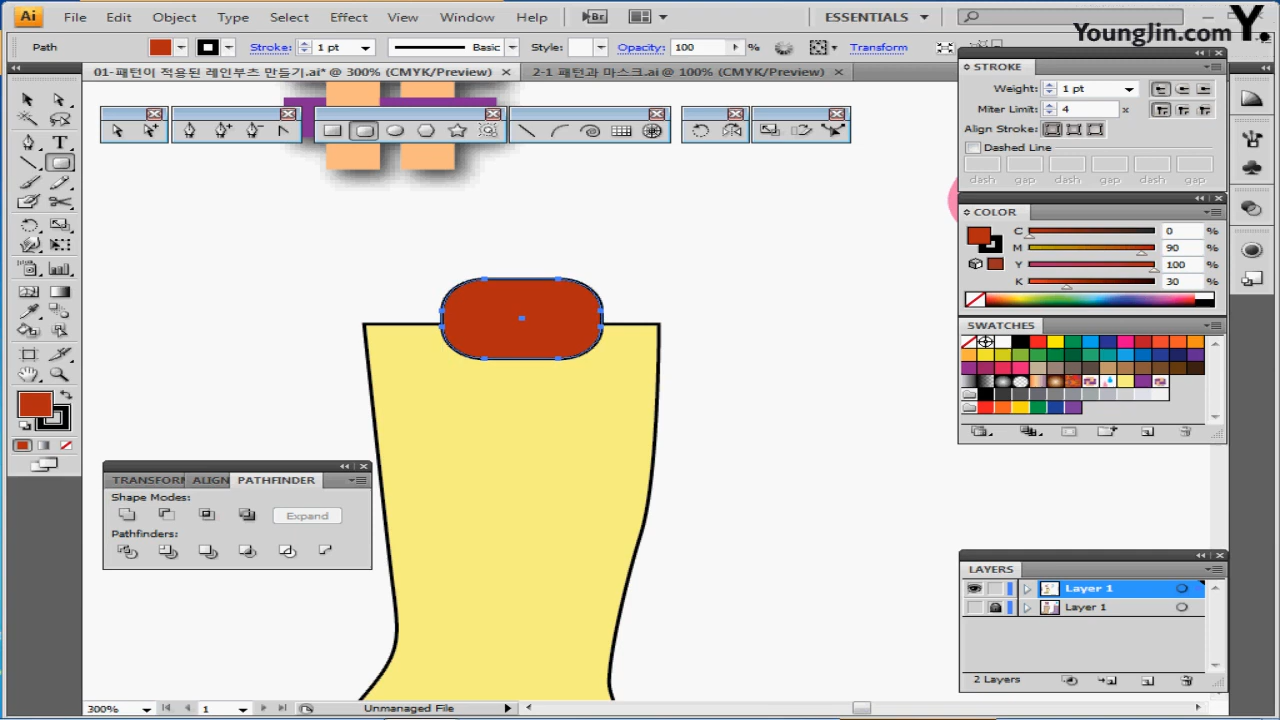 Ai File Edit Object Type Select Effect View Window Help Br ESSENTIALS
YoungJin.com Y.
Path Stroke: 1 pt Basic Style: Opacity: 100 % Transform
01-패턴이 적용된 레인부츠 만들기.ai* @ 300% (CMYK/Preview) × 2-1 패턴과 마스크.ai @ 100% (CMYK/Preview) ×
STROKE
Weight: 1 pt
Miter Limit: 4 x
Align Stroke:
Dashed Line
dash gap dash gap dash gap
COLOR
C 0 %
M 90 %
Y 100 %
K 30 %
SWATCHES
TRANSFORM ALIGN PATHFINDER
Shape Modes:
Expand
Pathfinders:
LAYERS
Layer 1
Layer 1
2 Layers
300% 1 Unmanaged File